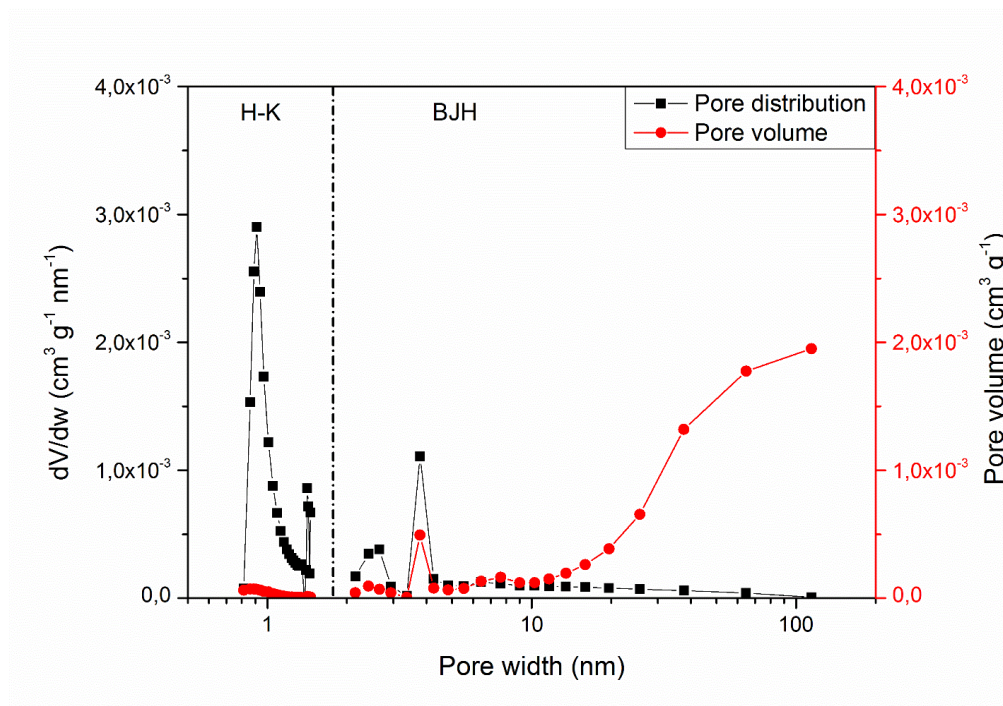 H-K
BJH
Pore distribution
Pore volume
4,0x10⁻³
3,0x10⁻³
2,0x10⁻³
1,0x10⁻³
0,0
4,0x10⁻³
3,0x10⁻³
2,0x10⁻³
1,0x10⁻³
0,0
dV/dw (cm³ g⁻¹ nm⁻¹)
Pore volume (cm³ g⁻¹)
1
10
100
Pore width (nm)